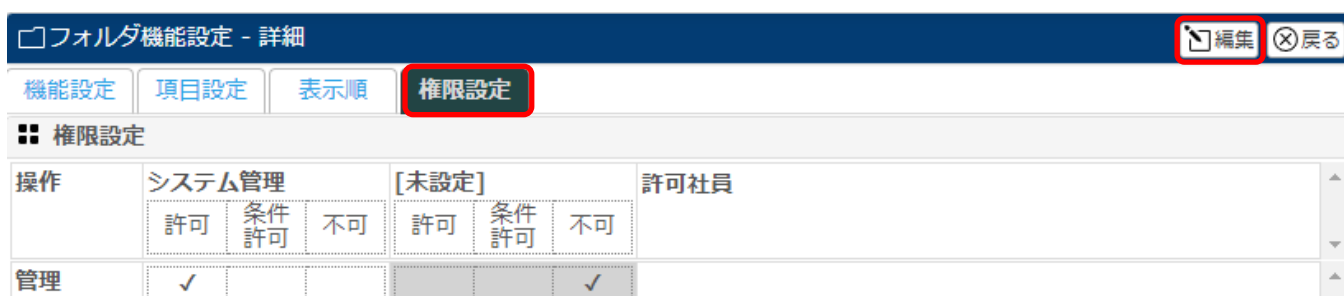 フォルダ機能設定 - 詳細 編集 戻る
機能設定 項目設定 表示順 権限設定
権限設定
操作 システム管理 [未設定] 許可社員
許可 条件許可 不可 許可 条件許可 不可
管理 ✓ ✓